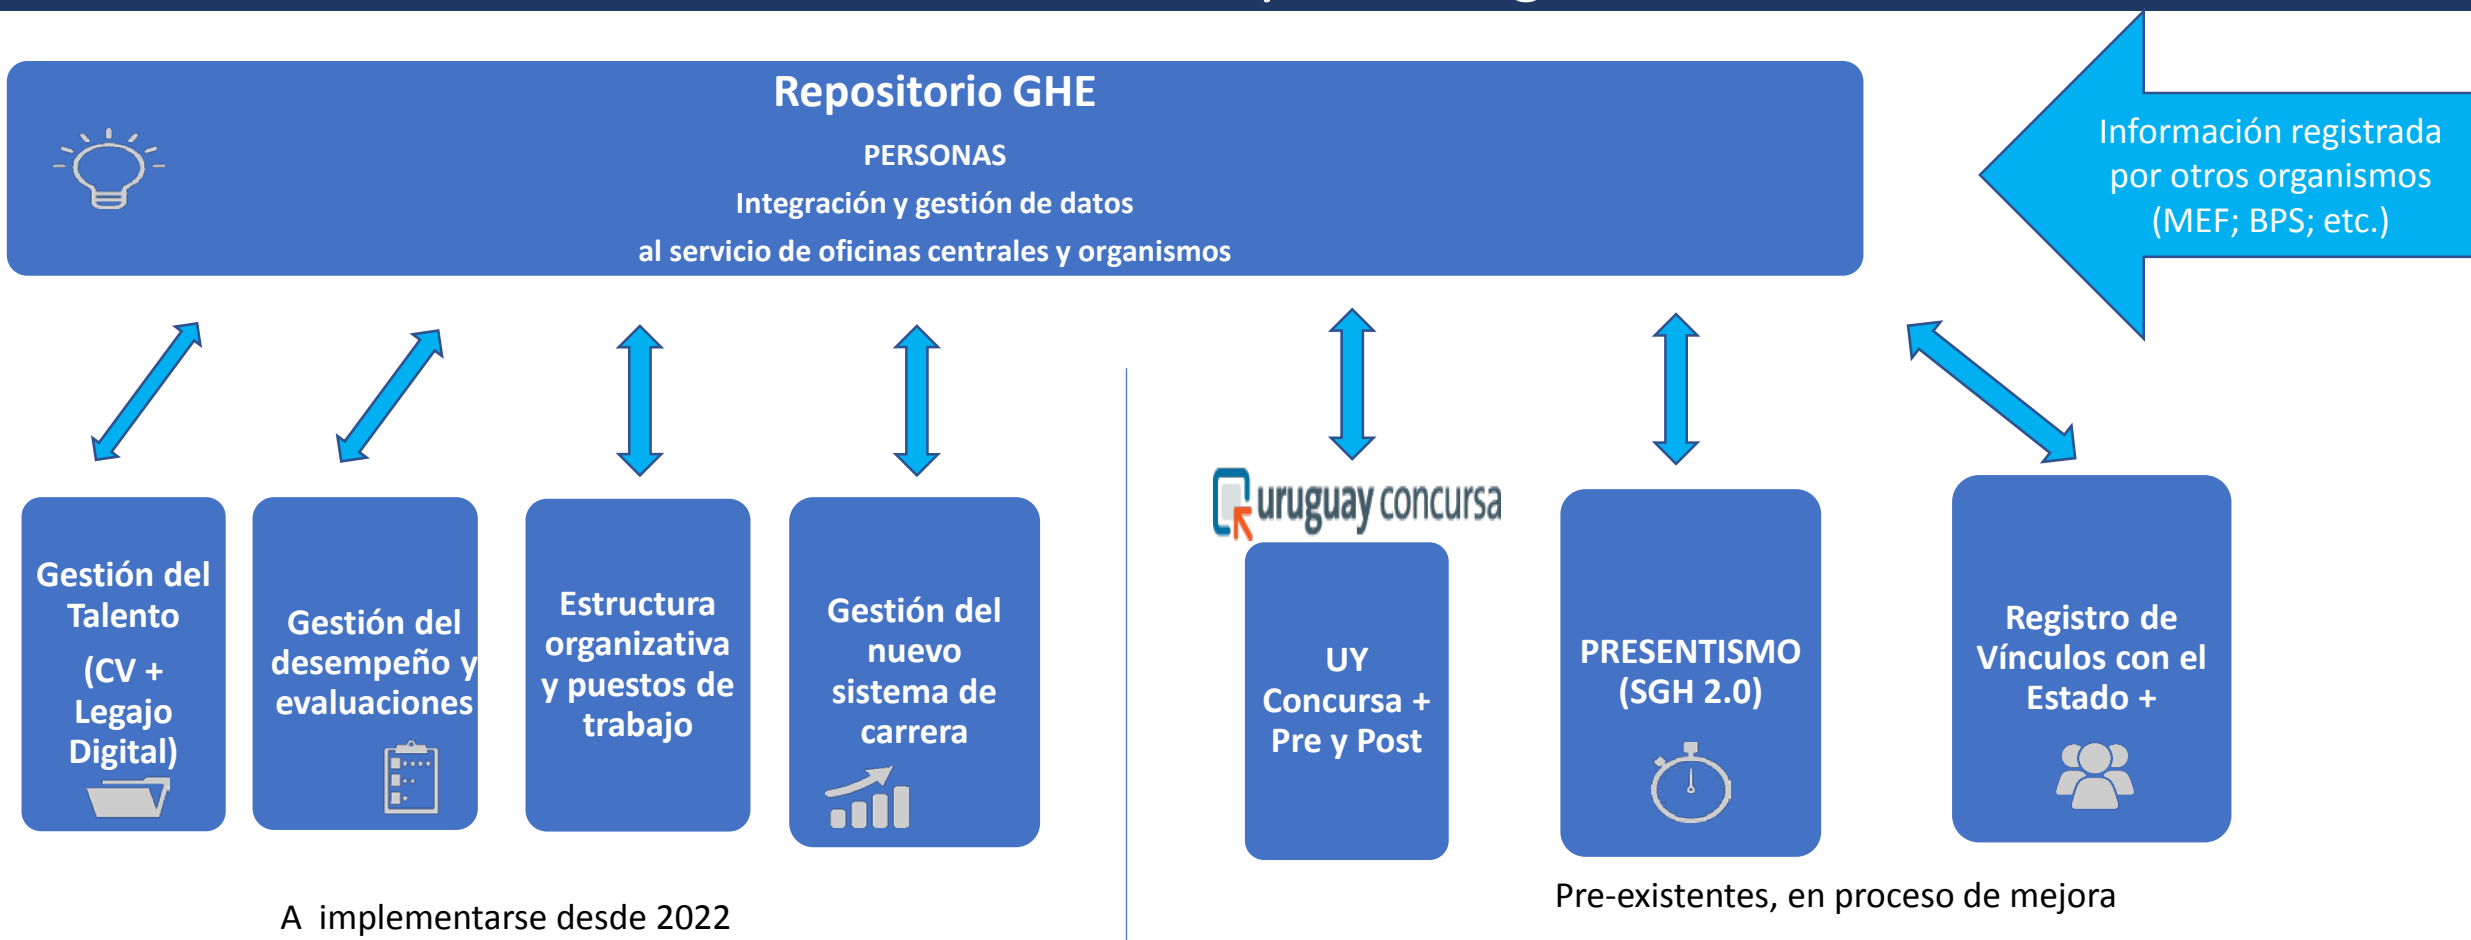 Repositorio GHE
PERSONAS
Integración y gestión de datos
al servicio de oficinas centrales y organismos
Información registrada
por otros organismos
(MEF; BPS; etc.)
Gestión del
Talento
(CV +
Legajo
Digital)
Gestión del
desempeño y
evaluaciones
Estructura
organizativa
y puestos de
trabajo
Gestión del
nuevo
sistema de
carrera
A implementarse desde 2022
uruguay concursa
UY
Concursa +
Pre y Post
PRESENTISMO
(SGH 2.0)
Registro de
Vínculos con el
Estado +
Pre-existentes, en proceso de mejora